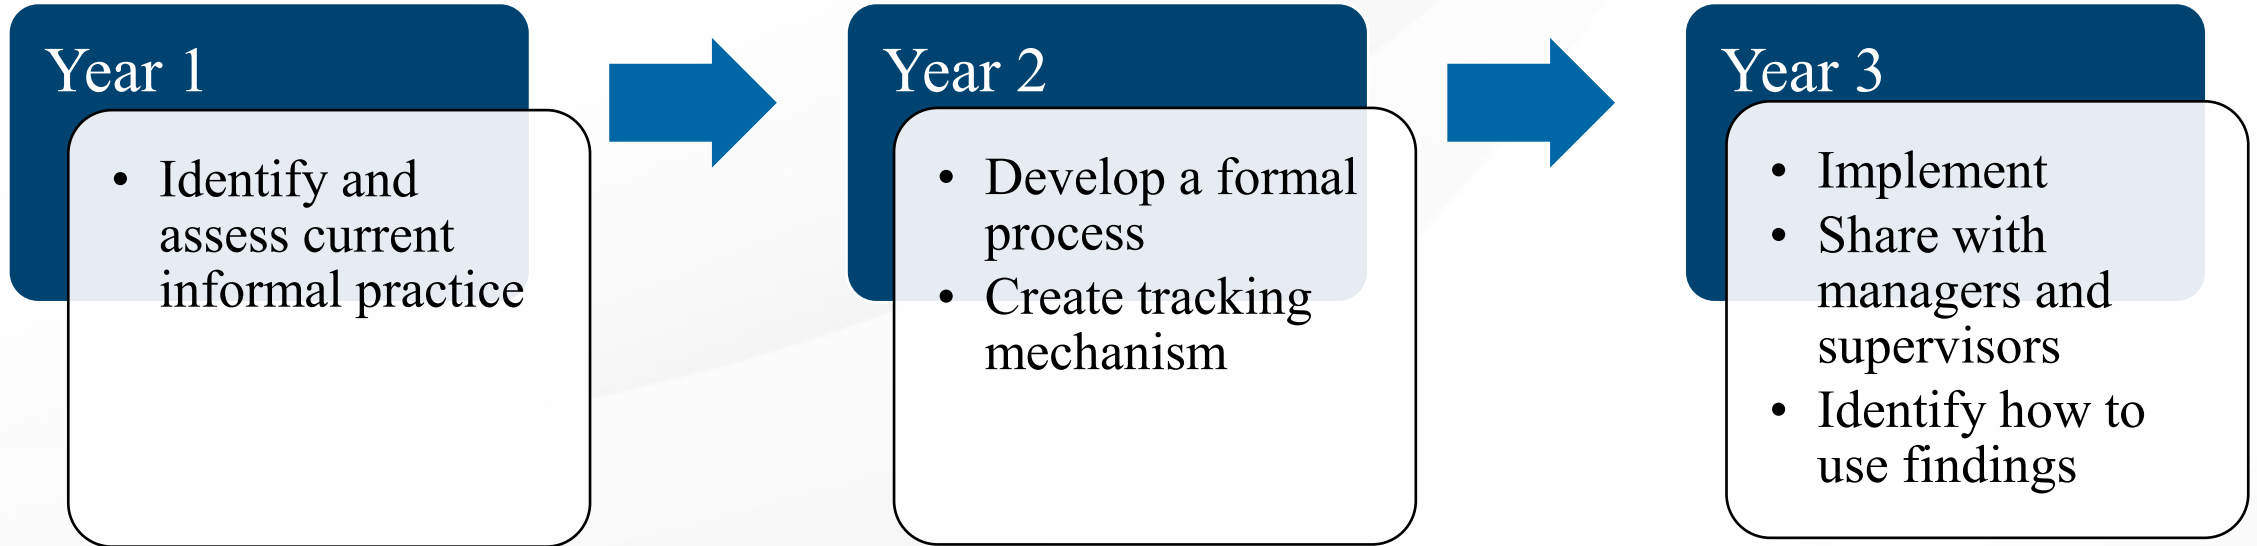 Year 1
• Identify and
assess current
informal practice
Year 2
• Develop a formal
process
• Create tracking
mechanism
Year 3
• Implement
• Share with
managers and
supervisors
• Identify how to
use findings